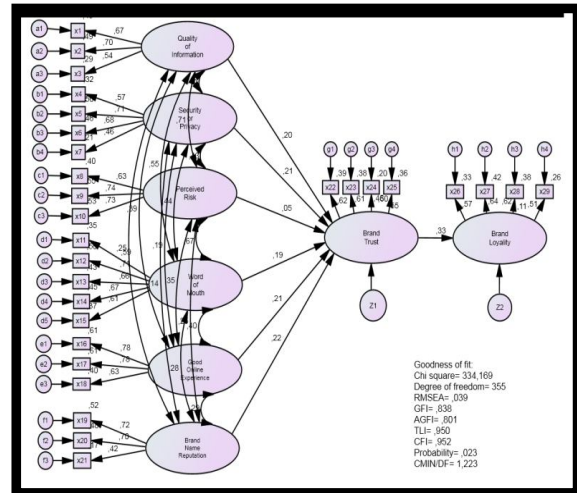 a1
x1
,67
a2
x2
,70
a3
x3
,54
,29
,32
Quality
of
Information
b1
x4
,57
b2
x5
,71
b3
x6
,68
b4
x7
,46
,40
Security
Privacy
,71
c1
x8
,63
c2
x9
,74
c3
x10
,73
,53
,35
Perceived
Risk
,55
,19
,67
d1
x11
d2
x12
d3
x13
d4
x14
,67
d5
x15
,61
,61
Word
of
Mouth
,14
,35
e1
x16
,78
e2
x17
e3
x18
,63
,40
Good
Online
Experience
,40
,28
,52
f1
x19
,72
f2
x20
f3
x21
,42
Brand
Name
Reputation
,20
,21
,05
,19
,21
,22
g1
g2
g3
g4
,39
,38
,20
,36
x22
x23
x24
x25
,62
,61
Brand
Trust
Z1
,33
h1
h2
h3
h4
,33
,42
,38
,26
x26
x27
x28
x29
,57
,64
,62
,11
,51
Brand
Loyality
Z2
Goodness of fit:
Chi square= 334,169
Degree of freedom= 355
RMSEA= ,039
GFI= ,838
AGFI= ,801
TLI= ,950
CFI= ,952
Probability= ,023
CMIN/DF= 1,223